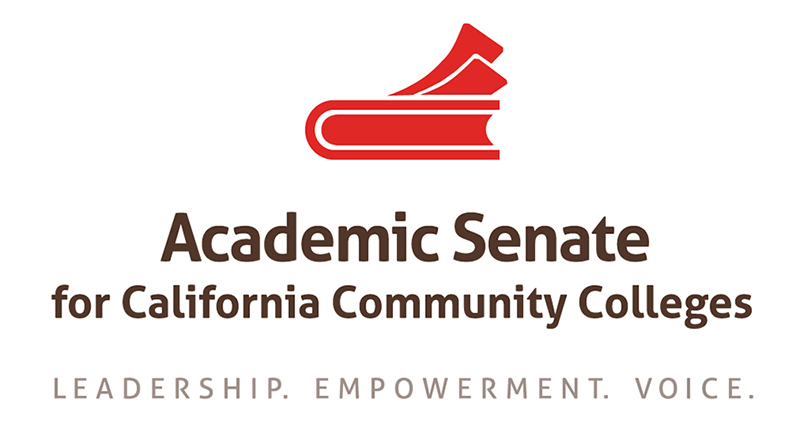 Academic Senate
for California Community Colleges
LEADERSHIP. EMPOWERMENT. VOICE.